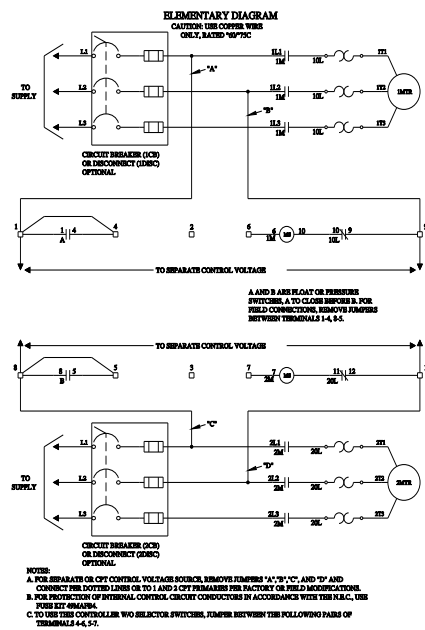 ELEMENTARY DIAGRAM
CAUTION: USE COPPER WIRE
ONLY, RATED "60/"75C
L1 1L1 1T1
1M 10L
"A"
TO
SUPPLY
L2 1L2 1T2
1M 10L
1MTR
"B"
L3 1L3 1T3
1M 10L
CIRCUIT BREAKER (1CB)
OR DISCONNECT (1DISC)
OPTIONAL
1 1 4 4 2 6 6 10 10 9
A 1M 10L
TO SEPARATE CONTROL VOLTAGE
A AND B ARE FLOAT OR PRESSURE
SWITCHES, A TO CLOSE BEFORE B. FOR
FIELD CONNECTIONS, REMOVE JUMPERS
BETWEEN TERMINALS 1-4, 8-5.
TO SEPARATE CONTROL VOLTAGE
8 8 5 5 3 7 7 11 12
B 2M 20L
"C"
L1 2L1 2T1
2M 20L
"D"
TO
SUPPLY
L2 2L2 2T2
2M 20L
2MTR
L3 2L3 2T3
2M 20L
CIRCUIT BREAKER (2CB)
OR DISCONNECT (2DISC)
OPTIONAL
NOTES:
A. FOR SEPARATE OR CPT CONTROL VOLTAGE SOURCE, REMOVE JUMPERS "A","B","C", AND "D" AND
CONNECT PER DOTTED LINES OR TO 1 AND 2 CPT PRIMARIES PER FACTORY OR FIELD MODIFICATIONS.
B. FOR PROTECTION OF INTERNAL CONTROL CIRCUIT CONDUCTORS IN ACCORDANCE WITH THE N.E.C., USE
FUSE KIT 49MAFB4.
C. TO USE THIS CONTROLLER W/O SELECTOR SWITCHES, JUMPER BETWEEN THE FOLLOWING PAIRS OF
TERMINALS 4-6, 5-7.